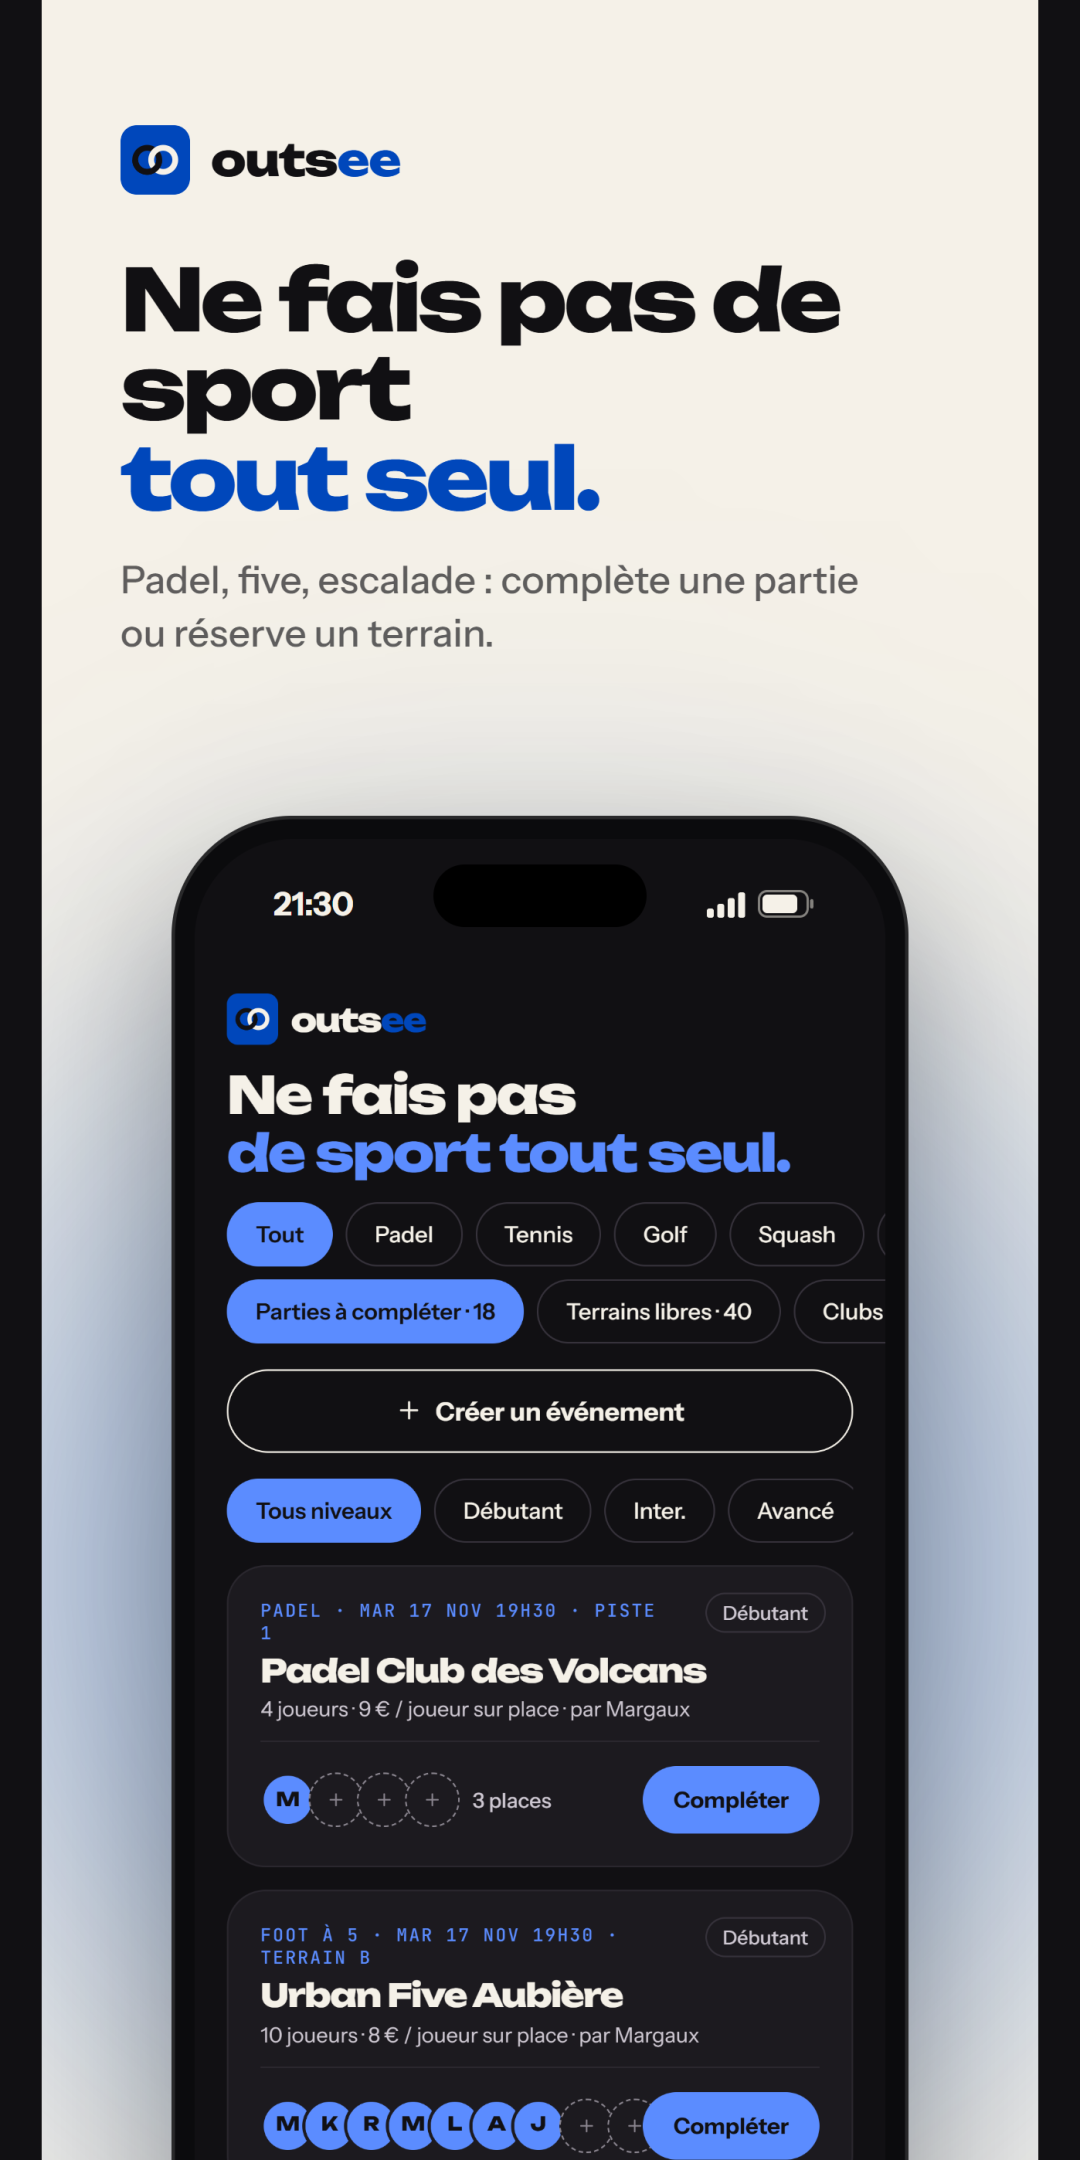 outsee
Ne fais pas de
sport
tout seul.
Padel, five, escalade : complète une partie
ou réserve un terrain.
21:30
outsee
Ne fais pas
de sport tout seul.
Tout Padel Tennis Golf Squash
Parties à compléter · 18 Terrains libres · 40 Clubs
+ Créer un événement
Tous niveaux Débutant Inter. Avancé
PADEL · MAR 17 NOV 19H30 · PISTE
1
Débutant
Padel Club des Volcans
4 joueurs · 9 € / joueur sur place · par Margaux
M + + + 3 places Compléter
FOOT À 5 · MAR 17 NOV 19H30 ·
TERRAIN B
Débutant
Urban Five Aubière
10 joueurs · 8 € / joueur sur place · par Margaux
M K R M L A J + + Compléter